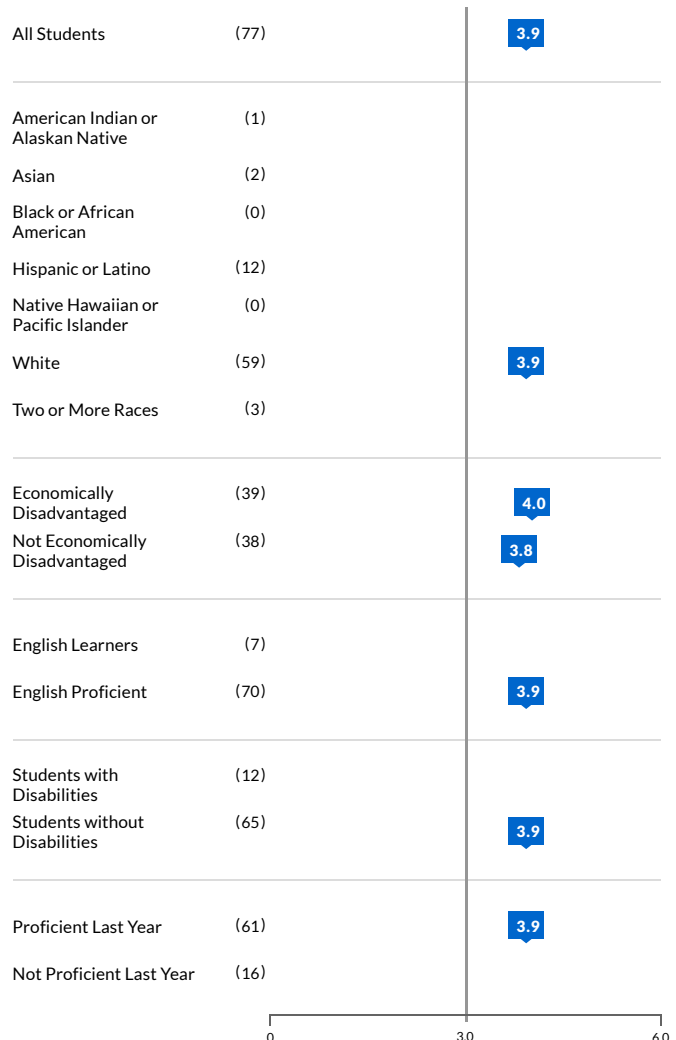 All Students (77) 3.9
American Indian or (1)
Alaskan Native
Asian (2)
Black or African (0)
American
Hispanic or Latino (12)
Native Hawaiian or (0)
Pacific Islander
White (59) 3.9
Two or More Races (3)
Economically (39) 4.0
Disadvantaged
Not Economically (38) 3.8
Disadvantaged
English Learners (7)
English Proficient (70) 3.9
Students with (12)
Disabilities
Students without (65) 3.9
Disabilities
Proficient Last Year (61) 3.9
Not Proficient Last Year (16)
0 3.0 6.0